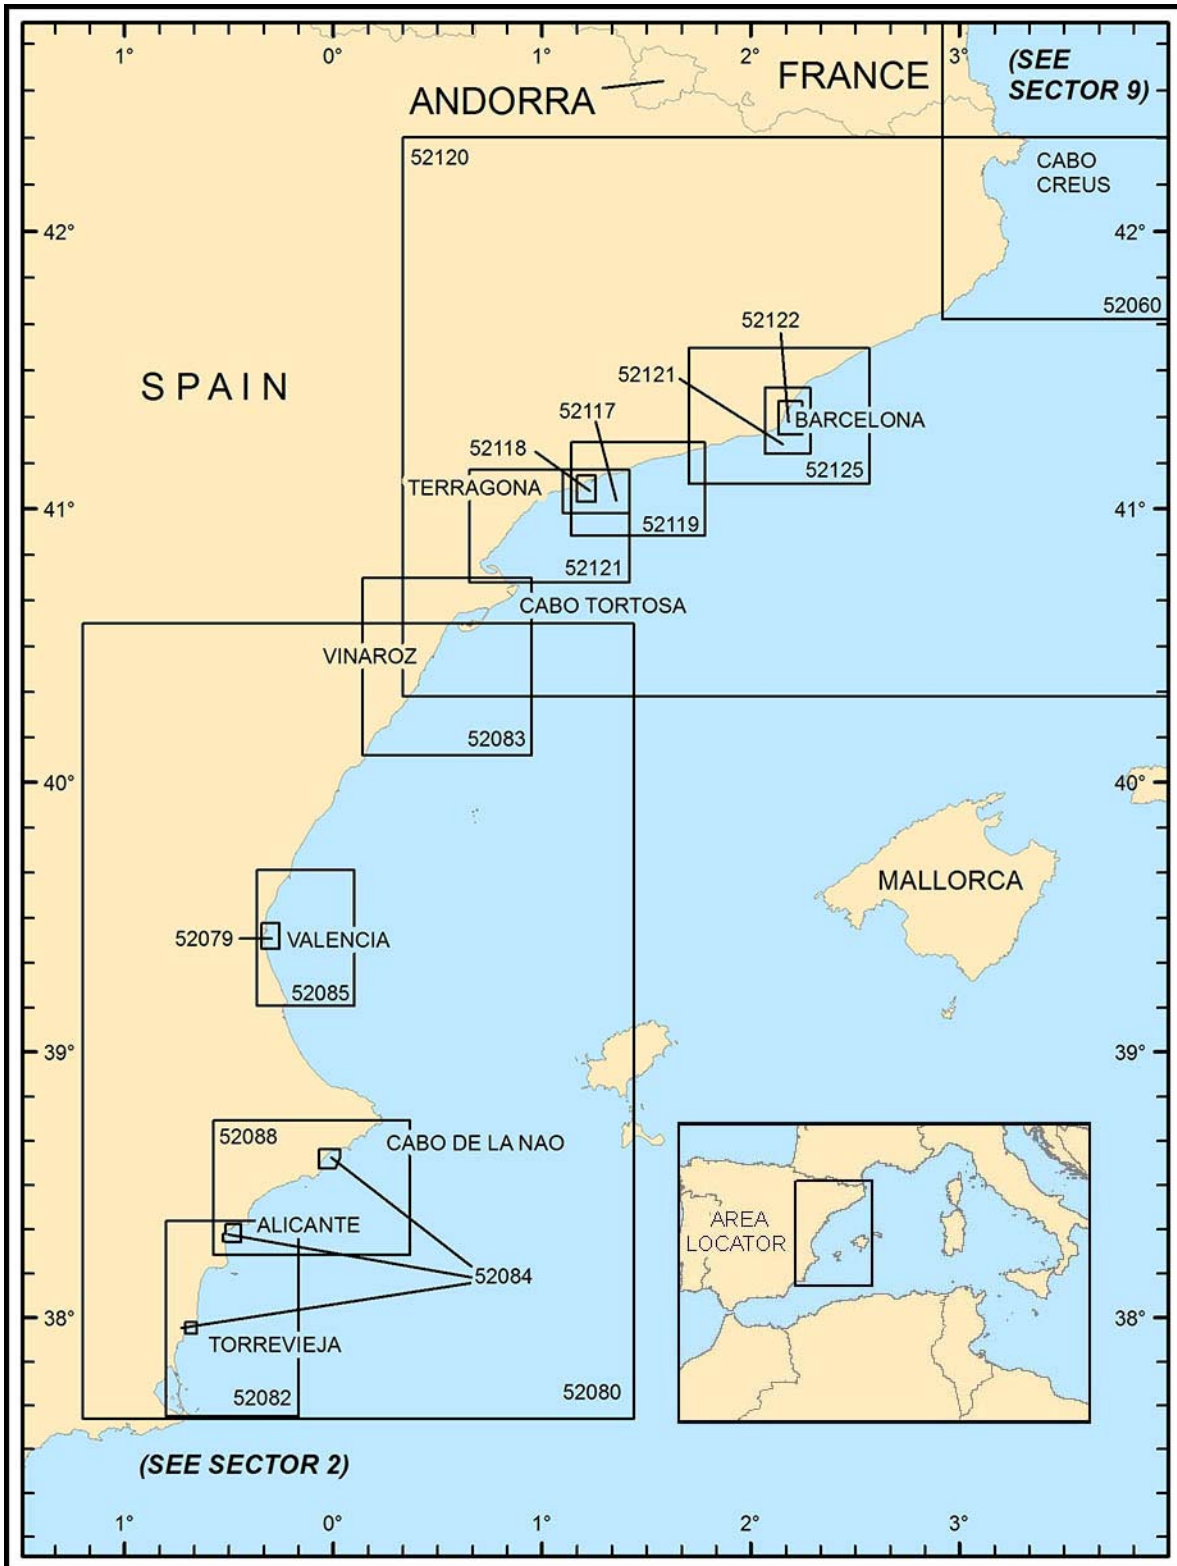 1° 0° 1° 2° 3°
(SEE
SECTOR 9)
FRANCE
ANDORRA
52120
CABO
CREUS
42° 42°
52060
52122
SPAIN
52121
52117
BARCELONA
52118
52125
TERRAGONA
41° 41°
52119
52121
CABO TORTOSA
VINAROZ
52083
40° 40°
MALLORCA
52079
VALENCIA
52085
39° 39°
52088
CABO DE LA NAO
ALICANTE
AREA
LOCATOR
52084
38° 38°
TORREVIEJA
52082
52080
(SEE SECTOR 2)
1° 0° 1° 2° 3°